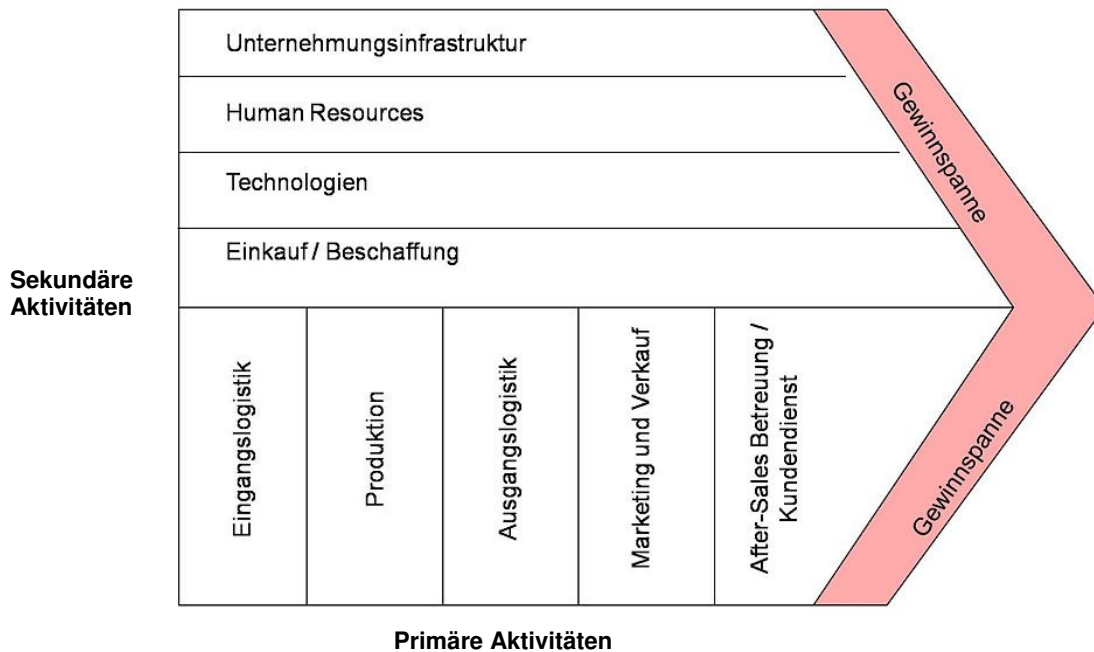 Unternehmungsinfrastruktur
Human Resources
Technologien
Einkauf / Beschaffung
Gewinnspanne
Sekundäre
Aktivitäten
Eingangslogistik
Produktion
Ausgangslogistik
Marketing und Verkauf
After-Sales Betreuung /
Kundendienst
Gewinnspanne
Primäre Aktivitäten